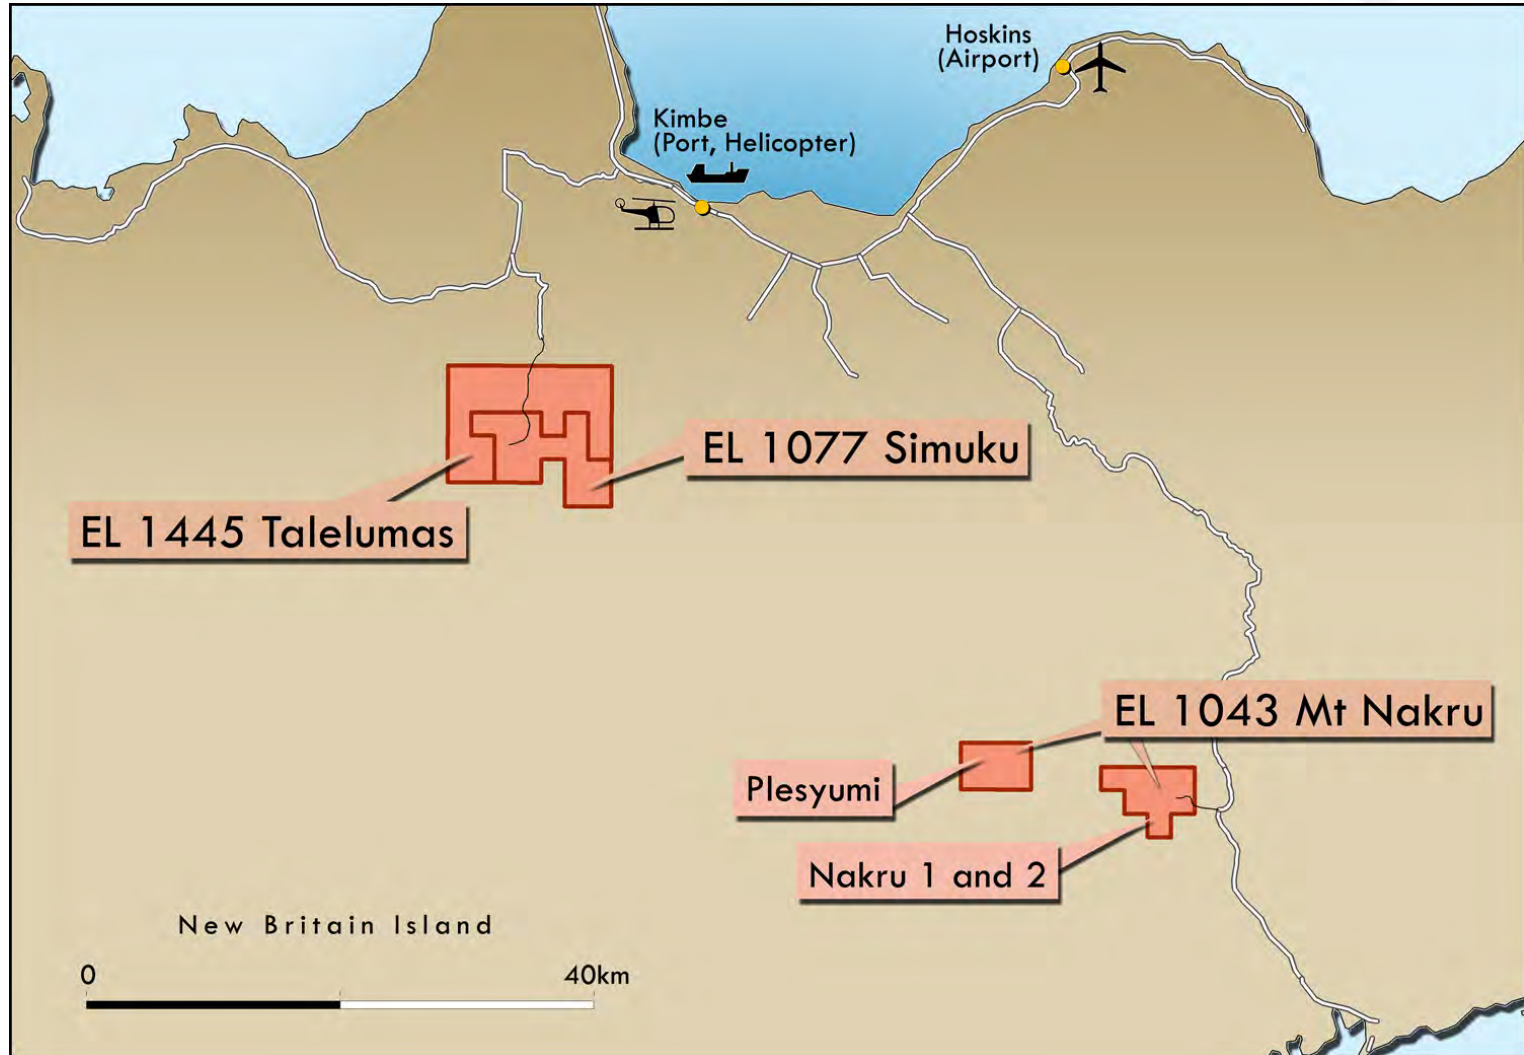 Hoskins
(Airport)
Kimbe
(Port, Helicopter)
EL 1077 Simuku
EL 1445 Talelumas
EL 1043 Mt Nakru
Plesyumi
Nakru 1 and 2
New Britain Island
0 40km